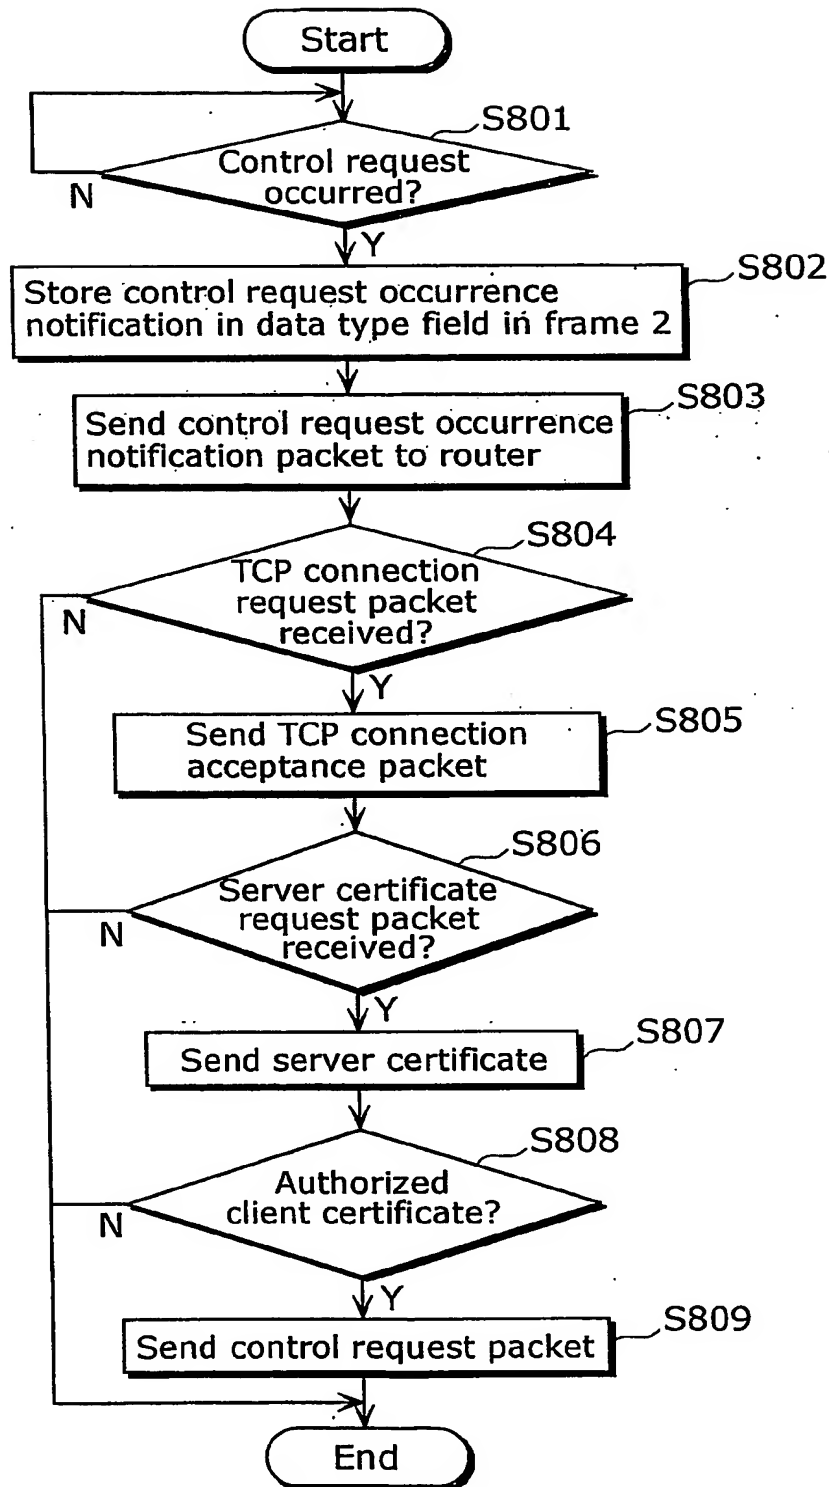 Start
S801
Control request
occurred?
N
Y
S802
Store control request occurrence
notification in data type field in frame 2
S803
Send control request occurrence
notification packet to router
S804
TCP connection
request packet
received?
N
Y
S805
Send TCP connection
acceptance packet
S806
Server certificate
request packet
received?
N
Y
S807
Send server certificate
S808
Authorized
client certificate?
N
Y
S809
Send control request packet
End